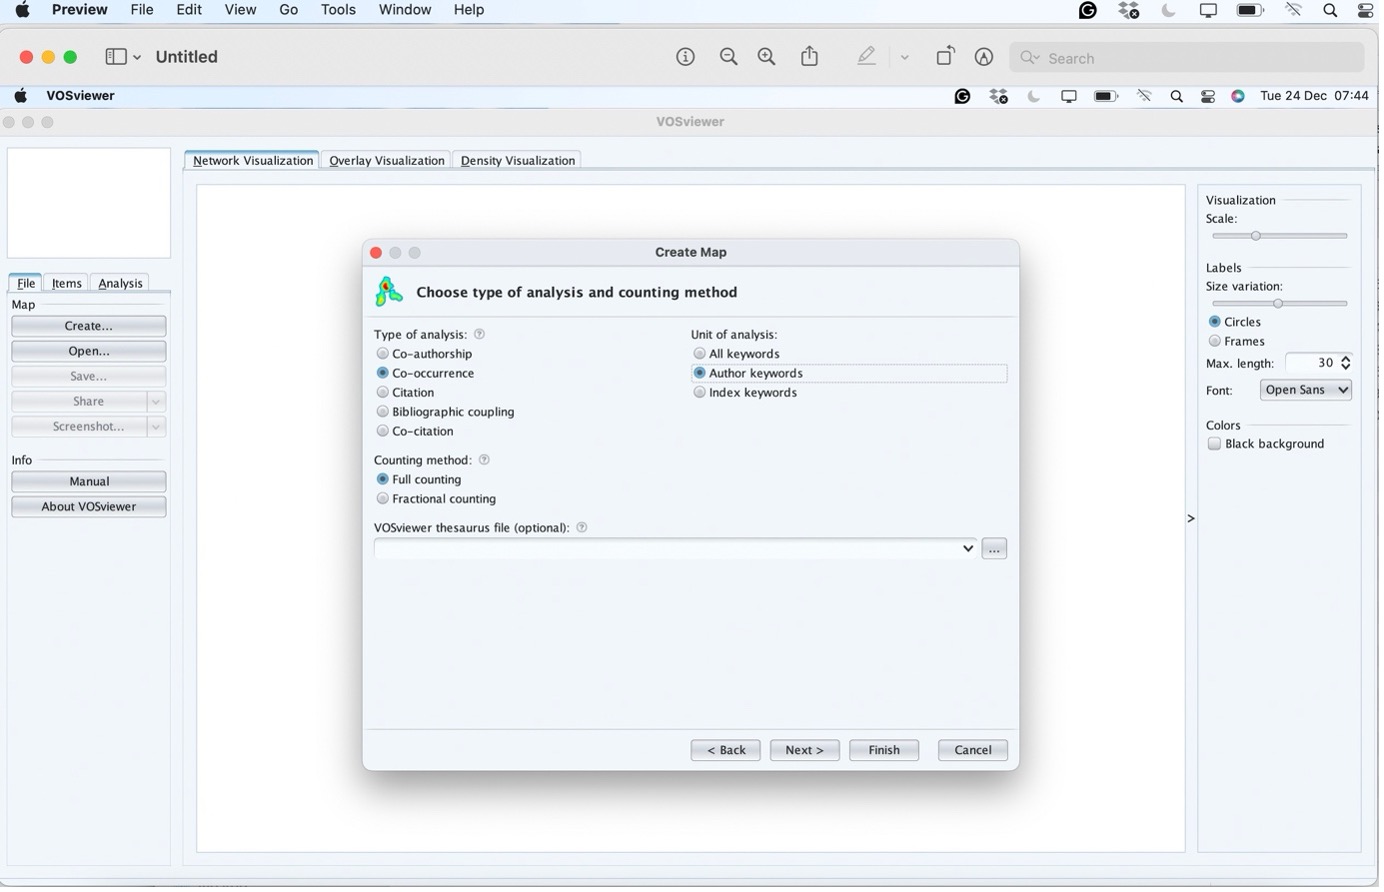 Preview File Edit View Go Tools Window Help
Untitled
Search
VOSviewer
Tue 24 Dec 07:44
VOSviewer
Network Visualization Overlay Visualization Density Visualization
File Items Analysis
Map
Create...
Open...
Save...
Share
Screenshot...
Info
Manual
About VOSviewer
Create Map
Choose type of analysis and counting method
Type of analysis: ?
Co-authorship
Co-occurrence
Citation
Bibliographic coupling
Co-citation
Unit of analysis:
All keywords
Author keywords
Index keywords
Counting method: ?
Full counting
Fractional counting
VOSviewer thesaurus file (optional): ?
...
< Back Next > Finish Cancel
>
Visualization
Scale:
Labels
Size variation:
Circles
Frames
Max. length: 30
Font: Open Sans
Colors
Black background